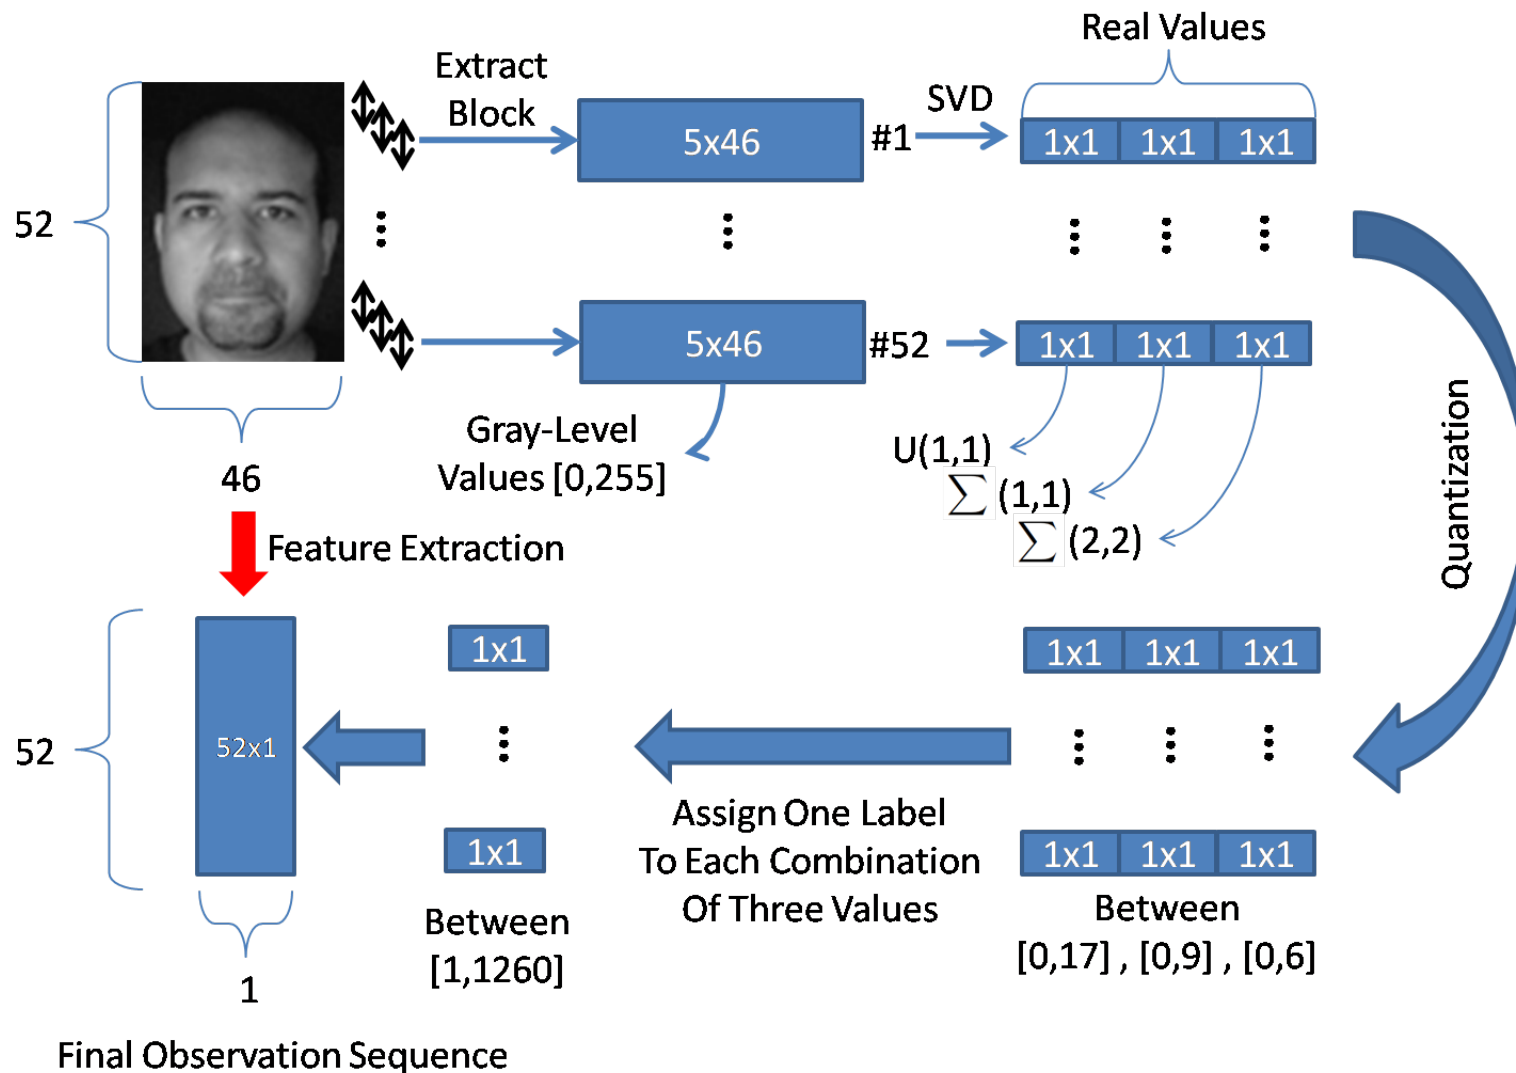 Real Values
Extract
Block
SVD
5x46
#1
1x1 1x1 1x1
52
5x46
#52
1x1 1x1 1x1
Gray-Level
Values [0,255]
U(1,1)
∑ (1,1)
∑ (2,2)
Quantization
46
Feature Extraction
1x1
1x1 1x1 1x1
52
52x1
Assign One Label
To Each Combination
Of Three Values
1x1
1x1 1x1 1x1
Between
[1,1260]
Between
[0,17] , [0,9] , [0,6]
1
Final Observation Sequence